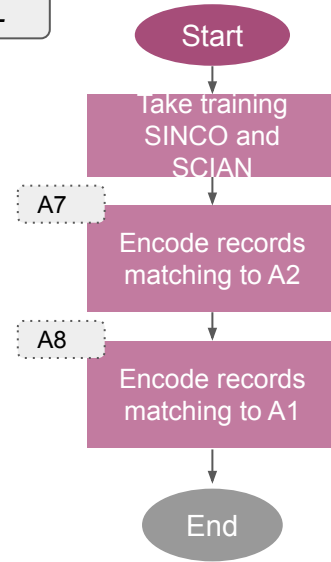 Start
Take training
SINCO and
SCIAN
A7
Encode records
matching to A2
A8
Encode records
matching to A1
End